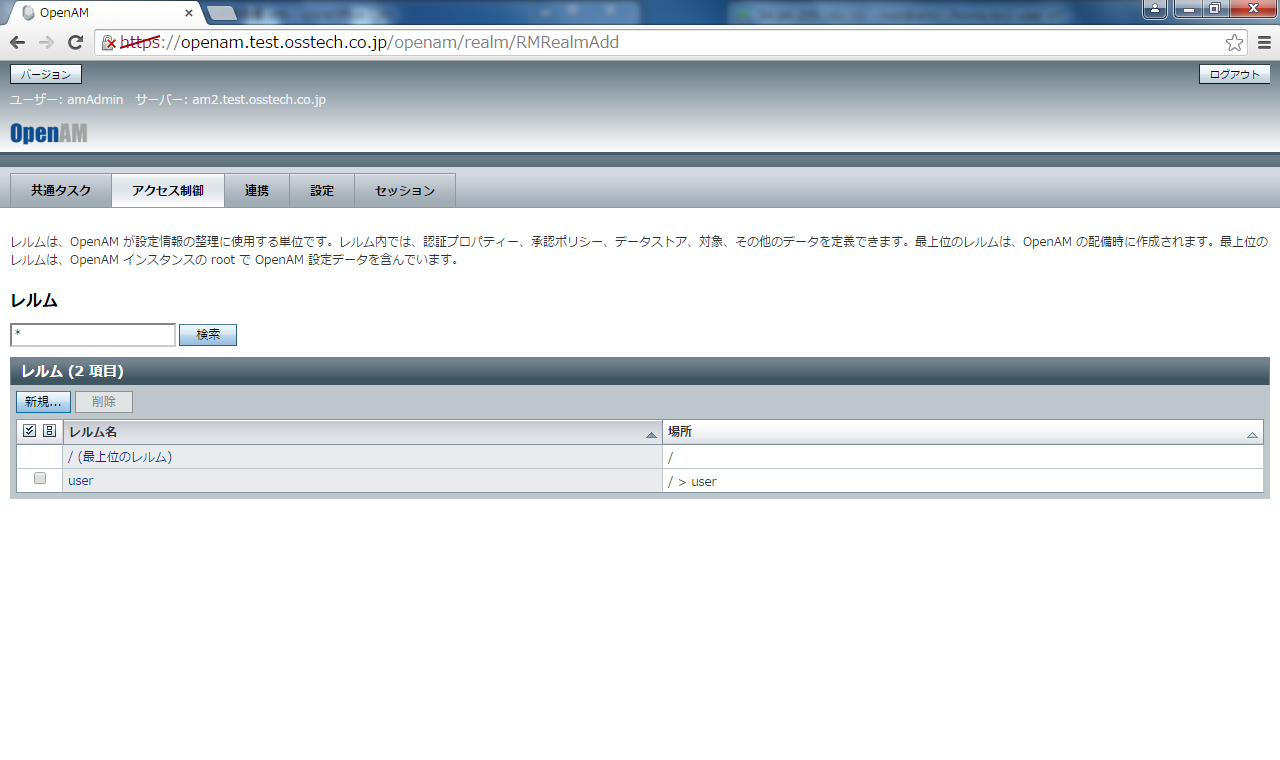 OpenAM
https://openam.test.osstech.co.jp/openam/realm/RMRealmAdd
バージョン
ログアウト
ユーザー: amAdmin サーバー: am2.test.osstech.co.jp
OpenAM
共通タスク アクセス制御 連携 設定 セッション
レルムは、OpenAM が設定情報の整理に使用する単位です。レルム内では、認証プロパティー、承認ポリシー、データストア、対象、その他のデータを定義できます。最上位のレルムは、OpenAM の配備時に作成されます。最上位の
レルムは、OpenAM インスタンスの root で OpenAM 設定データを含んでいます。
レルム
* 検索
レルム (2 項目)
新規... 削除
レルム名 場所
/ (最上位のレルム) /
user / > user